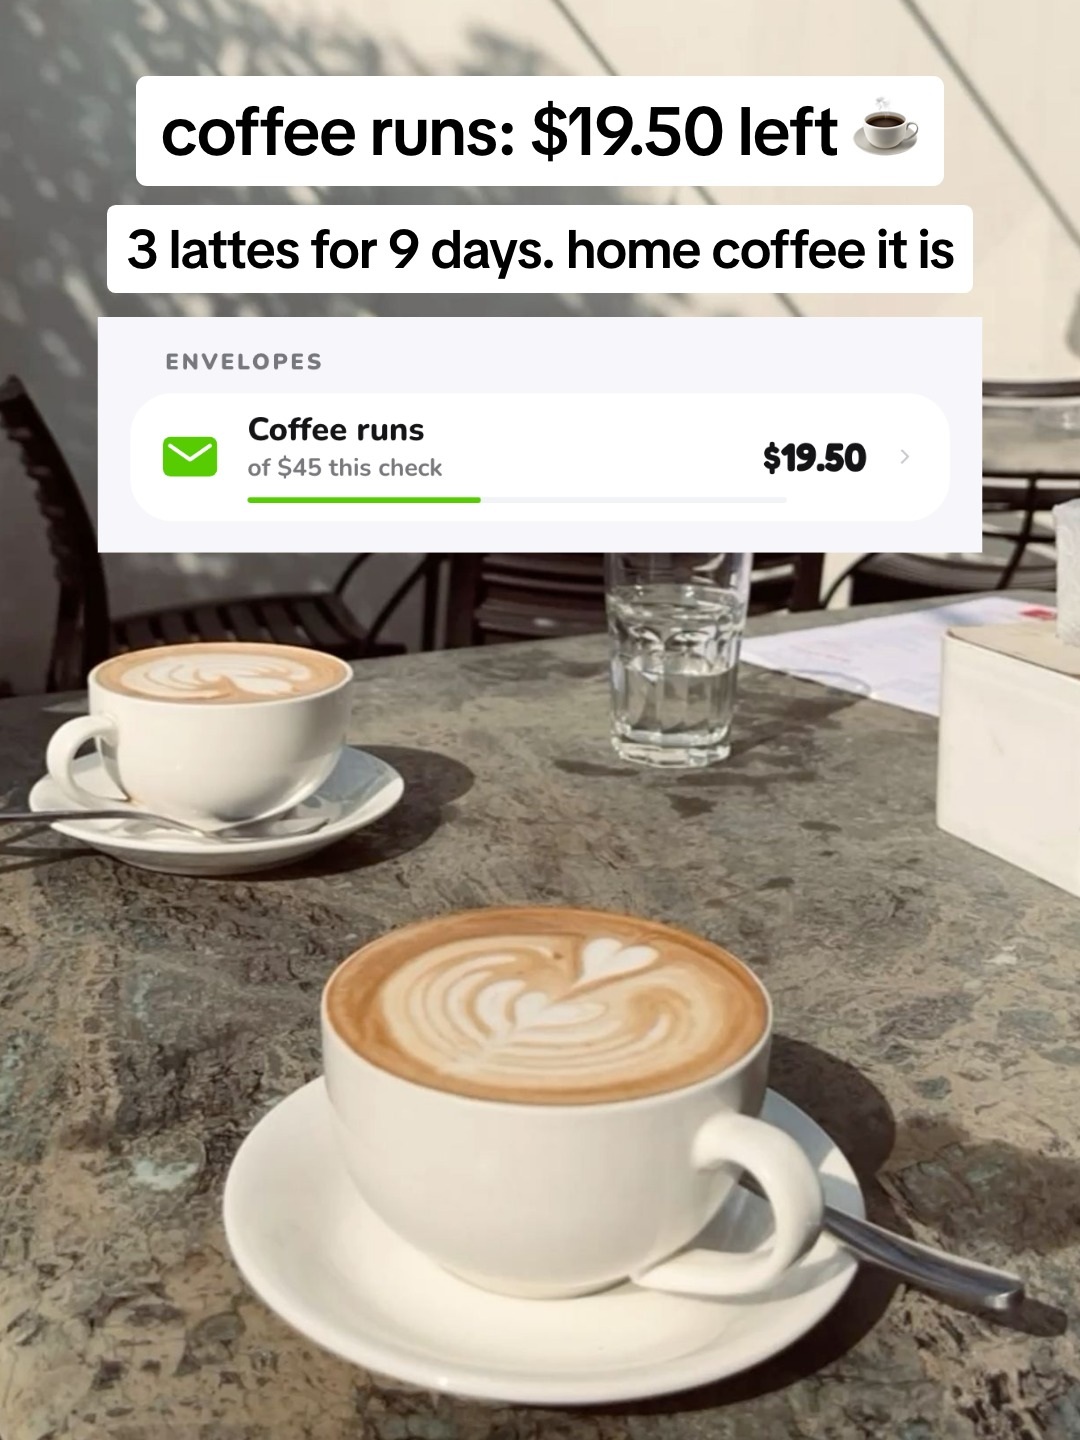 coffee runs: $19.50 left ☕
3 lattes for 9 days. home coffee it is
ENVELOPES
Coffee runs
of $45 this check
$19.50